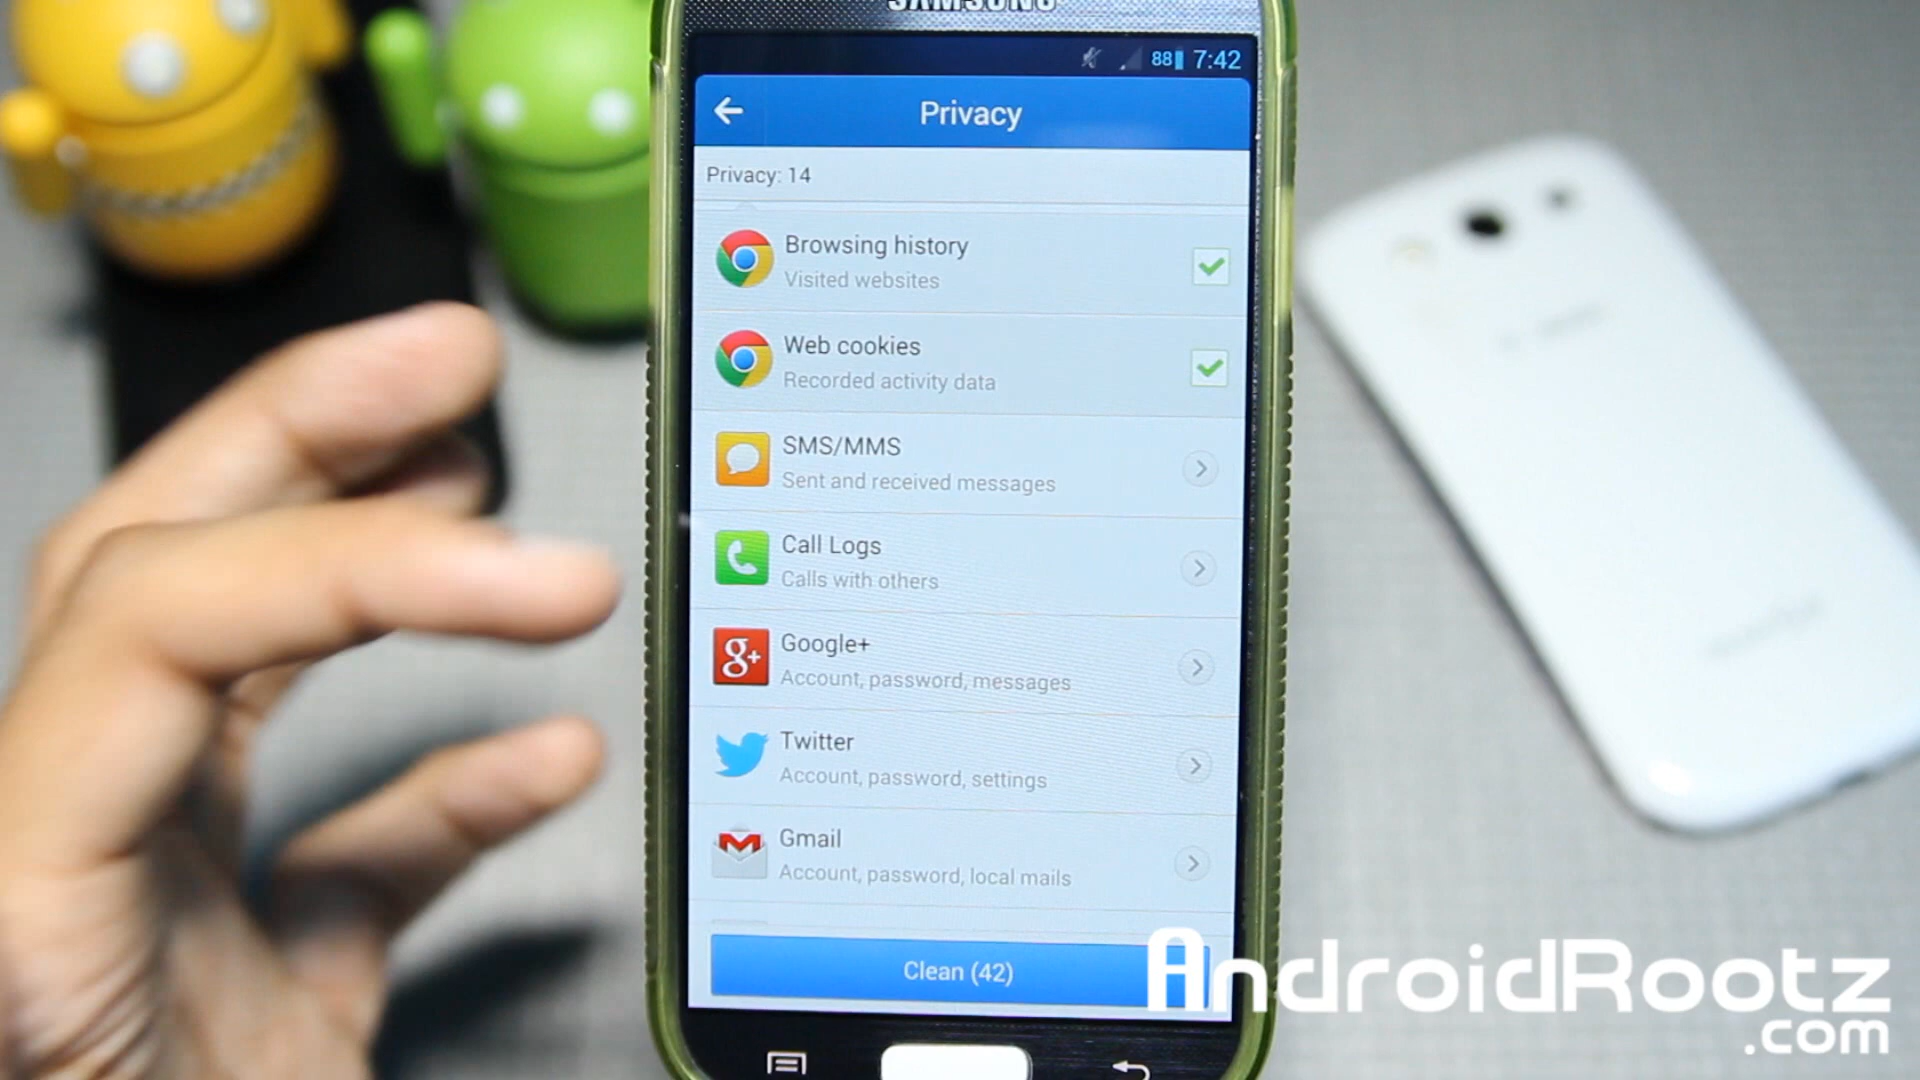 SAMSUNG
88 7:42
Privacy
Privacy: 14
Browsing history
Visited websites
Web cookies
Recorded activity data
SMS/MMS
Sent and received messages
Call Logs
Calls with others
Google+
Account, password, messages
Twitter
Account, password, settings
Gmail
Account, password, local mails
Clean (42)
AndroidRootz
.com